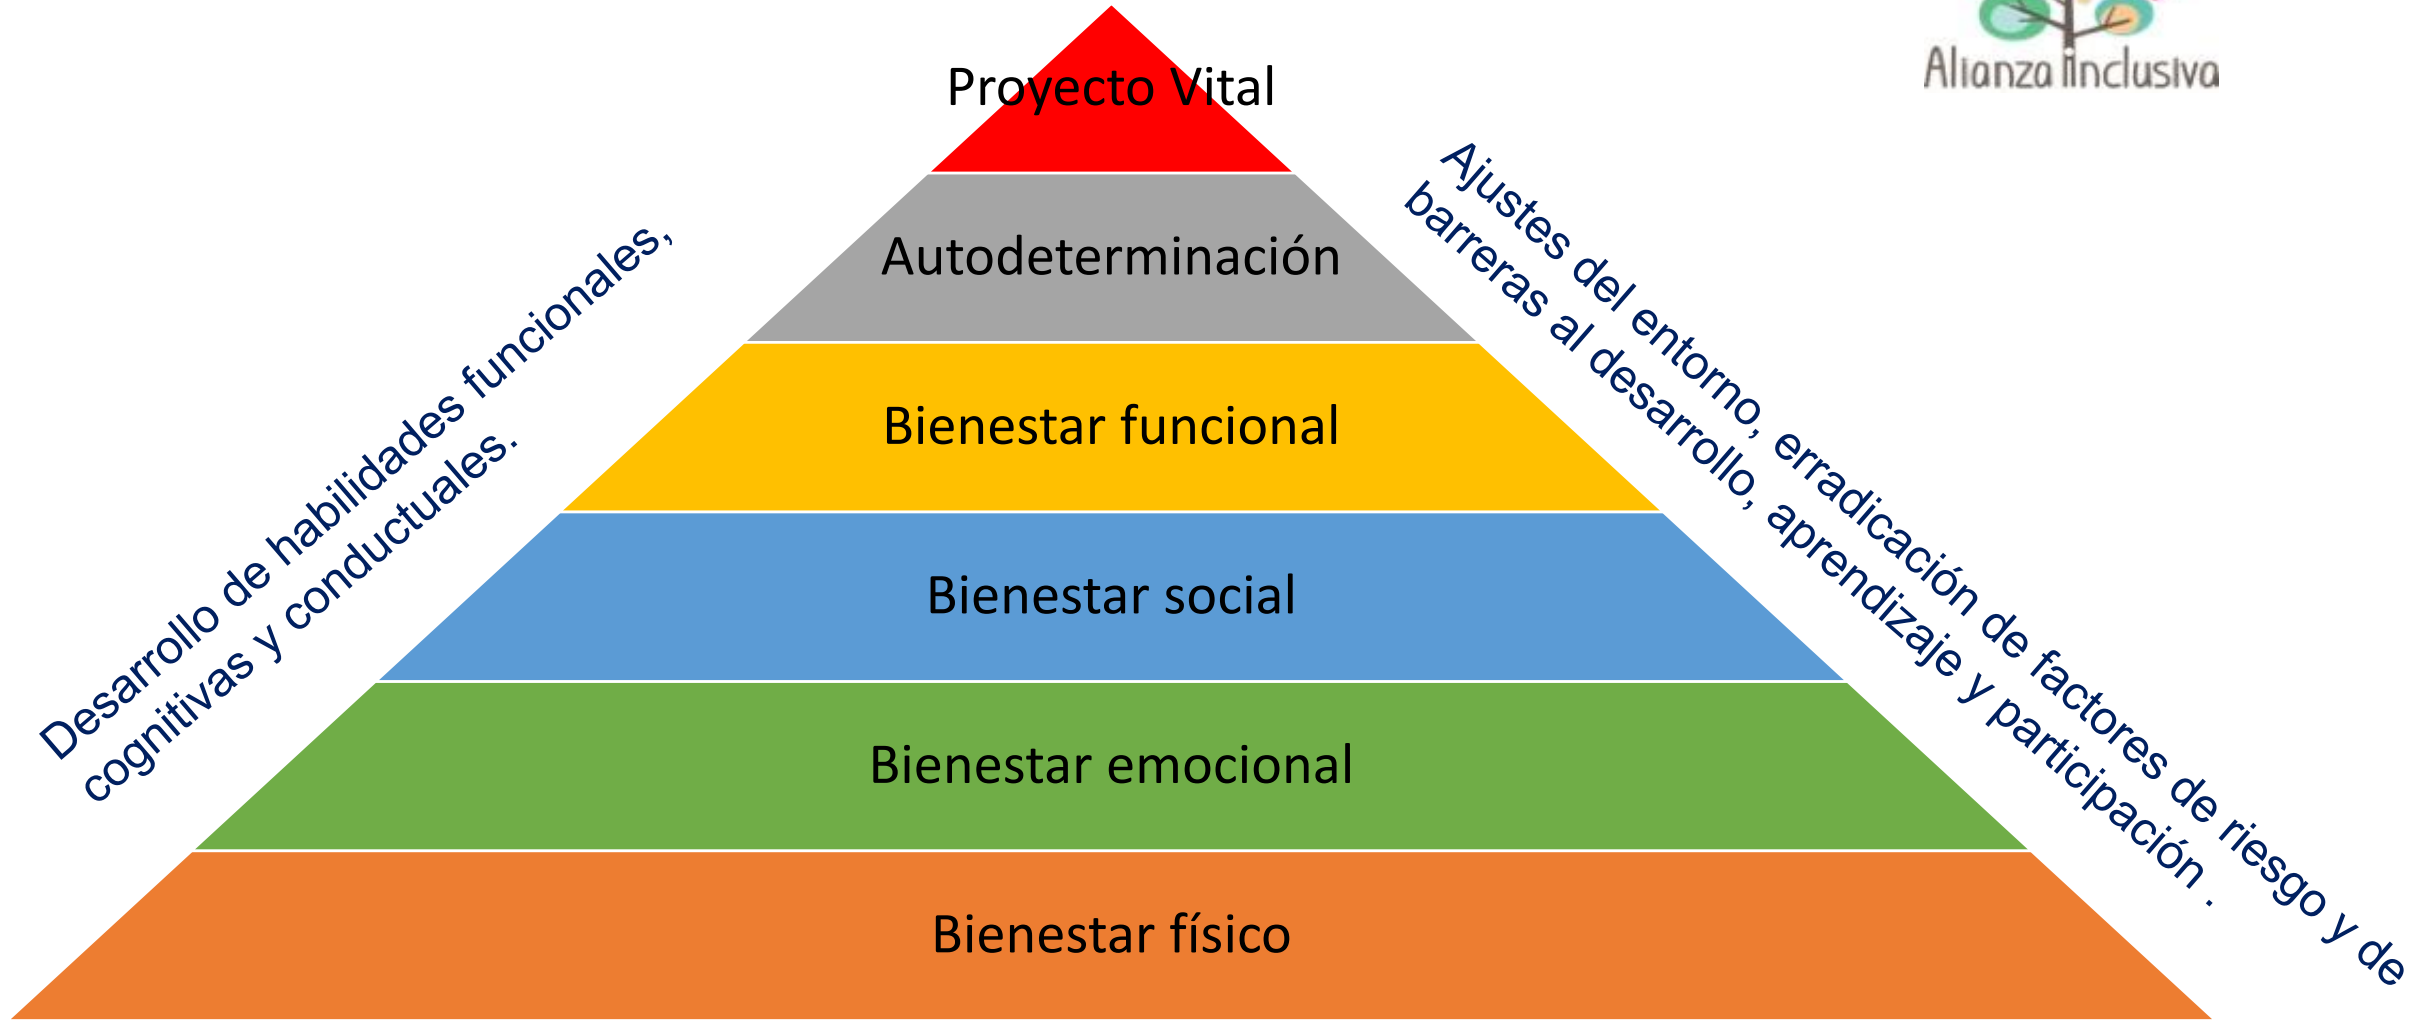 Alianza Inclusiva
Proyecto Vital
Autodeterminación
Bienestar funcional
Bienestar social
Bienestar emocional
Bienestar físico
Desarrollo de habilidades funcionales,
cognitivas y conductuales.
Ajustes del entorno, erradicación de factores de riesgo y de
barreras al desarrollo, aprendizaje y participación .